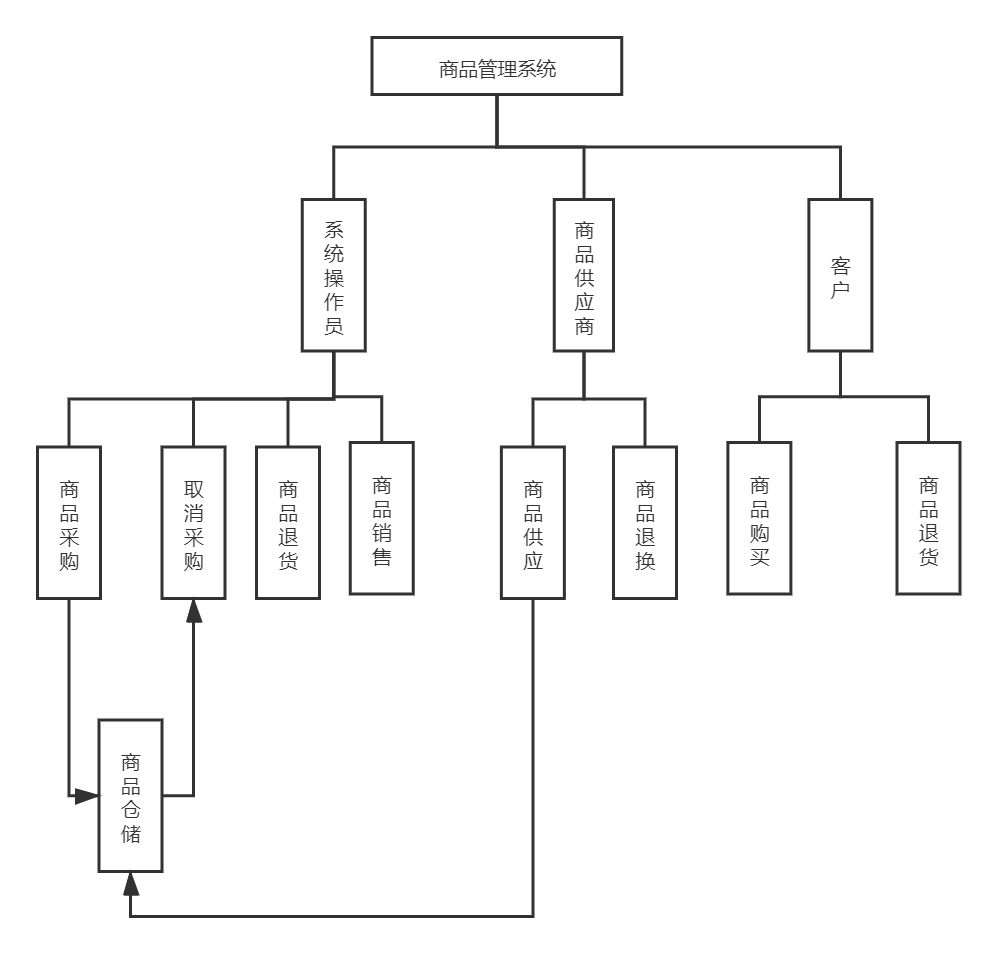 商品管理系统
系统操作员
商品供应商
客户
商品采购
取消采购
商品退货
商品销售
商品供应
商品退换
商品购买
商品退货
商品仓储